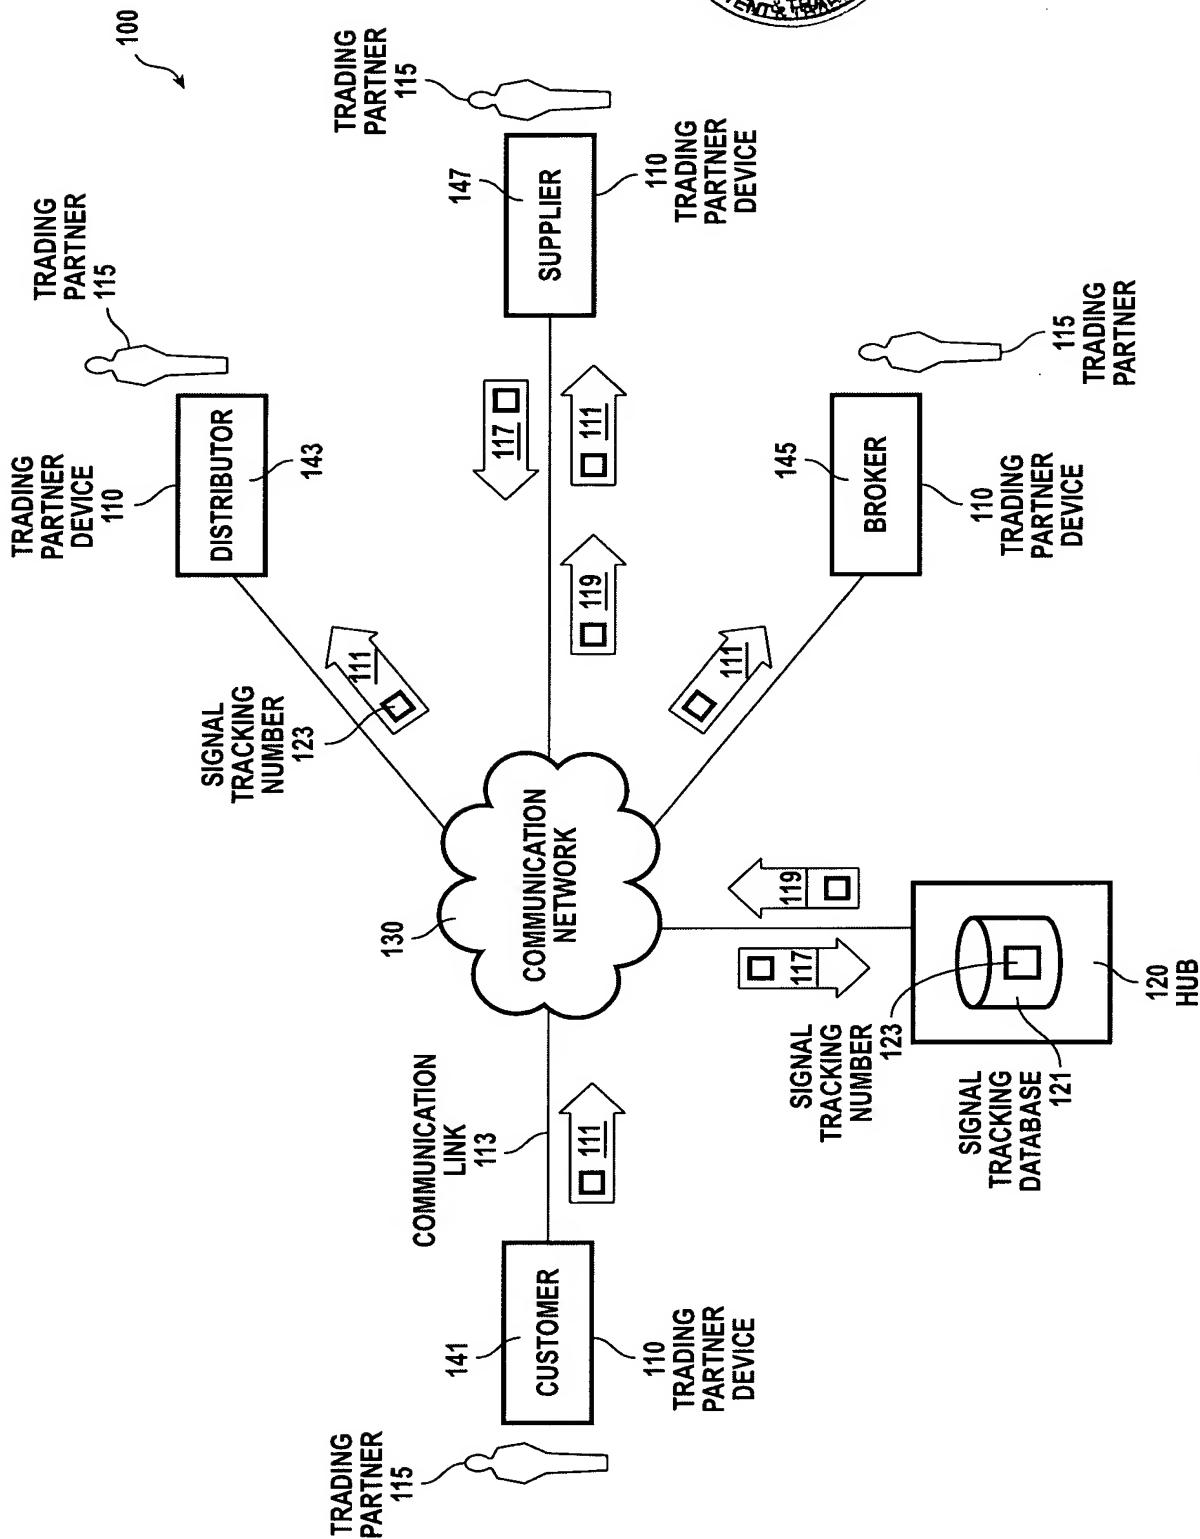 100
TRADING
PARTNER
115
TRADING
PARTNER
DEVICE
110
DISTRIBUTOR
143
TRADING
PARTNER
115
147
SUPPLIER
110
TRADING
PARTNER
DEVICE
117
111
119
111
SIGNAL
TRACKING
NUMBER
123
130
COMMUNICATION
NETWORK
111
145
BROKER
110
TRADING
PARTNER
DEVICE
115
TRADING
PARTNER
COMMUNICATION
LINK
113
111
TRADING
PARTNER
115
141
CUSTOMER
110
TRADING
PARTNER
DEVICE
117
119
SIGNAL
TRACKING
NUMBER
123
SIGNAL
TRACKING
DATABASE
121
120
HUB